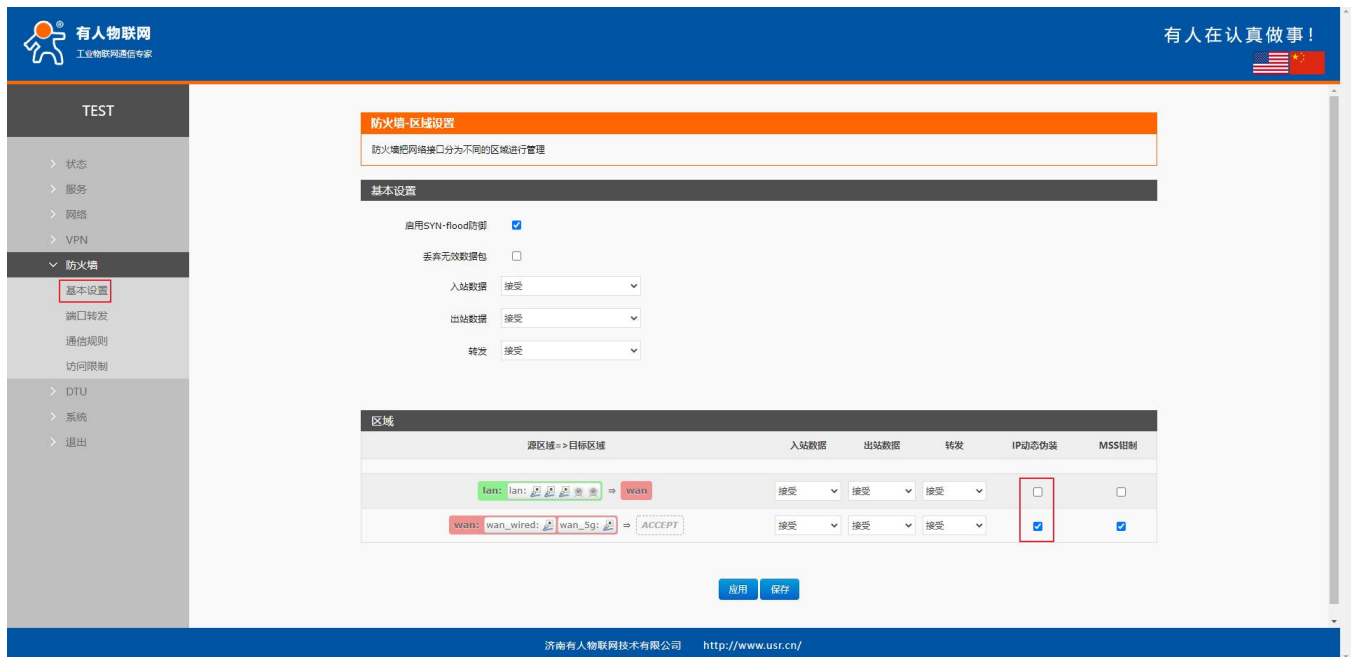 有人物联网
工业物联网通信专家
有人在认真做事!
TEST
状态
服务
网络
VPN
防火墙
基本设置
端口转发
通信规则
访问限制
DTU
系统
退出
防火墙-区域设置
防火墙把网络接口分为不同的区域进行管理
基本设置
启用SYN-flood防御
丢弃无效数据包
入站数据 接受
出站数据 接受
转发 接受
区域
源区域=>目标区域 入站数据 出站数据 转发 IP动态伪装 MSS钳制
lan: lan: ⇒ wan 接受 接受 接受
wan: wan_wired: wan_5g: ⇒ ACCEPT 接受 接受 接受
应用 保存
济南有人物联网技术有限公司 http://www.usr.cn/